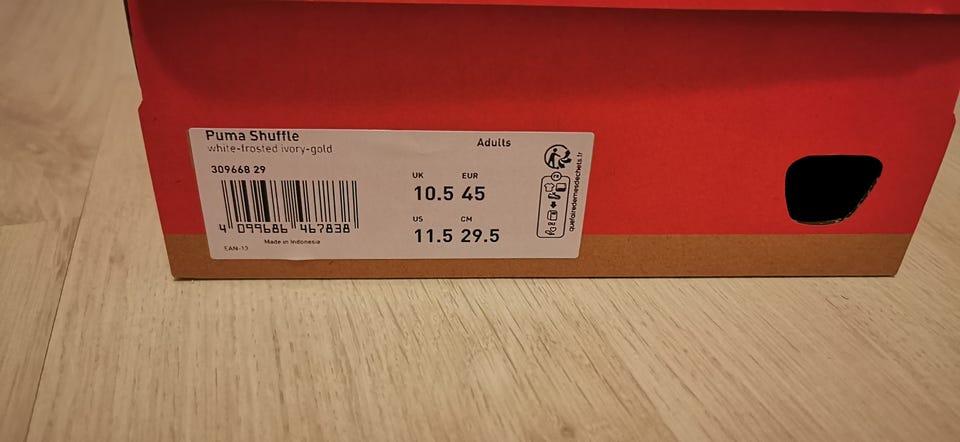 Puma Shuffle
white-frosted ivory-gold
Adults
309668 29
UK EUR
10.5 45
US CM
11.5 29.5
4 099686 467838
Made in Indonesia
EAN-13
FR
quefairedemesdechets.fr